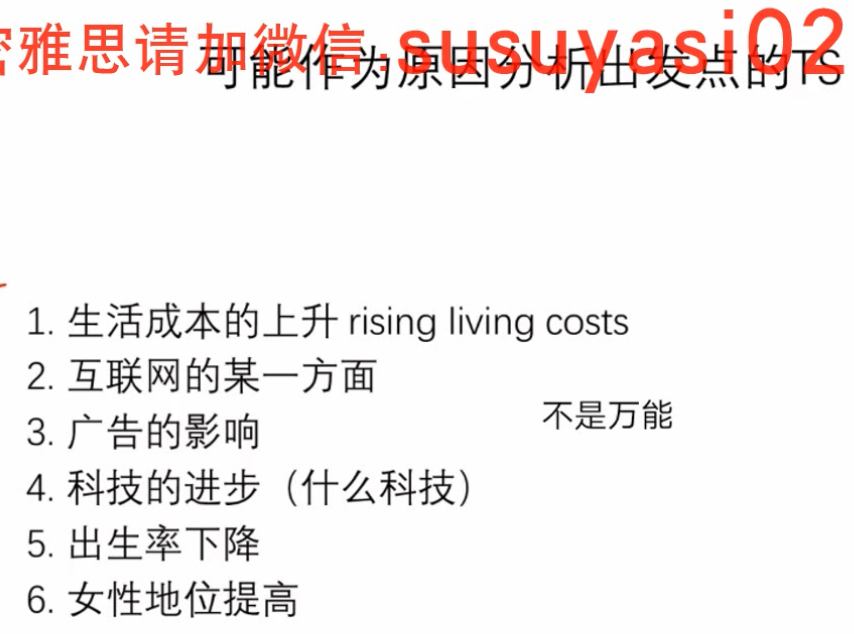 雅思请加微信:susuyasi02
可能作为原因分析出发点的TS
1. 生活成本的上升 rising living costs
2. 互联网的某一方面
不是万能
3. 广告的影响
4. 科技的进步（什么科技）
5. 出生率下降
6. 女性地位提高